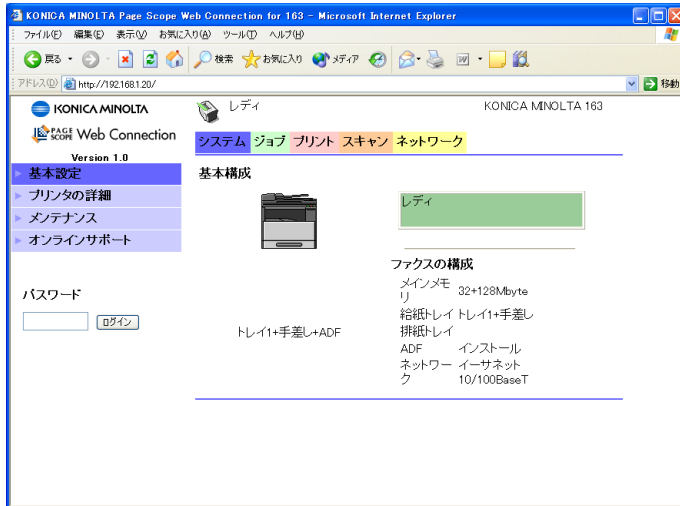 KONICA MINOLTA Page Scope Web Connection for 163 - Microsoft Internet Explorer
ファイル(F) 編集(E) 表示(V) お気に入り(A) ツール(T) ヘルプ(H)
戻る 検索 お気に入り メディア
アドレス(D) http://192.168.1.20/ 移動
KONICA MINOLTA レディ KONICA MINOLTA 163
PAGE SCOPE Web Connection
Version 1.0
システム ジョブ プリント スキャン ネットワーク
基本設定
プリンタの詳細
メンテナンス
オンラインサポート
パスワード
ログイン
基本構成
トレイ1+手差し+ADF
レディ
ファクスの構成
メインメモリ 32+128Mbyte
給紙トレイ トレイ1+手差し
排紙トレイ
ADF インストール
ネットワーク イーサネット 10/100BaseT